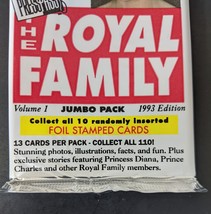 THE
ROYAL
FAMILY
Volume 1 JUMBO PACK 1993 Edition
Collect all 10 randomly inserted
FOIL STAMPED CARDS
13 CARDS PER PACK - COLLECT ALL 110!
Stunning photos, illustrations, facts, and fun. Plus
exclusive stories featuring Princess Diana, Prince
Charles and other Royal Family members.